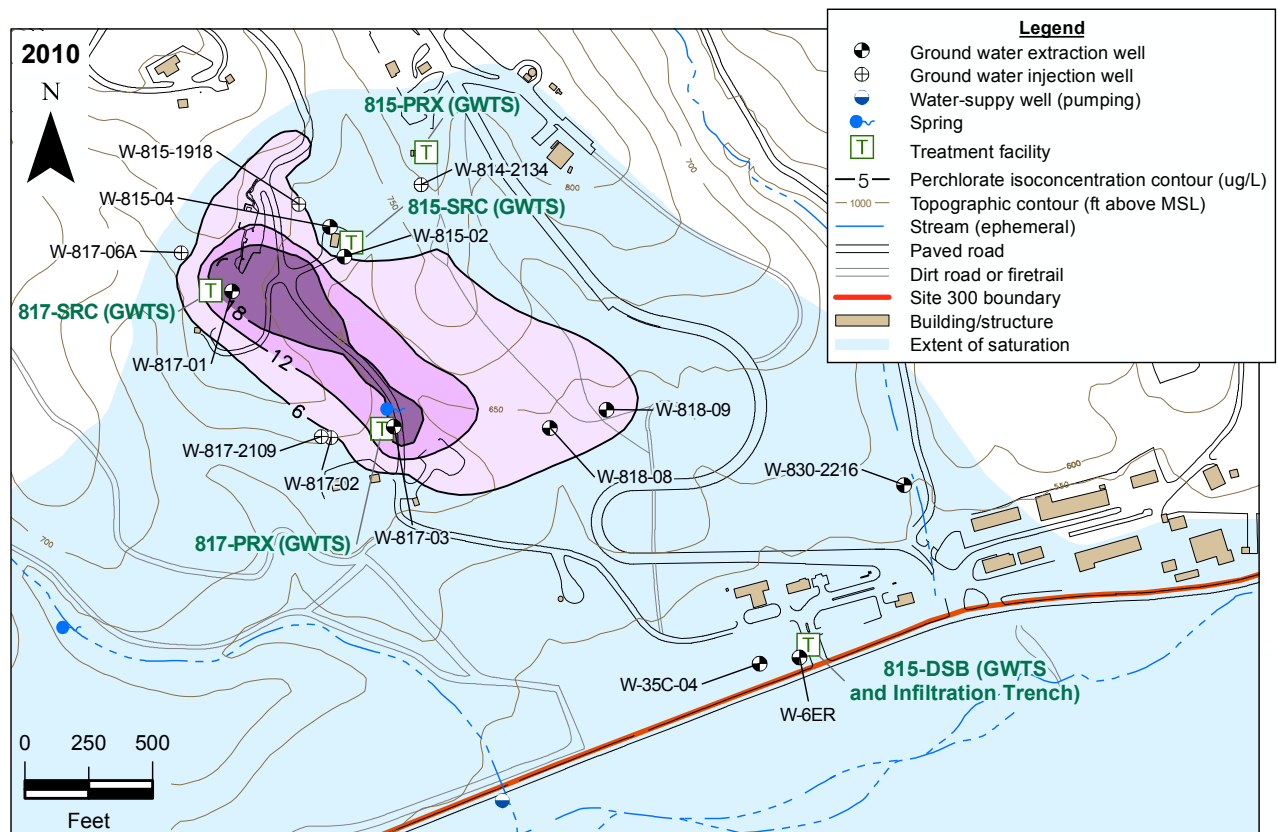 2010
N
815-PRX (GWTS)
W-815-1918
W-814-2134
W-815-04
815-SRC (GWTS)
W-815-02
W-817-06A
817-SRC (GWTS)
W-817-01
18
12
6
750
800
700
650
W-818-09
W-817-2109
W-817-02
W-818-08
W-830-2216
600
550
700
817-PRX (GWTS)
W-817-03
W-35C-04
W-6ER
815-DSB (GWTS
and Infiltration Trench)
0 250 500
Feet
T
T
T
T
T
Legend
Ground water extraction well
Ground water injection well
Water-suppy well (pumping)
Spring
T Treatment facility
5 Perchlorate isoconcentration contour (ug/L)
1000 Topographic contour (ft above MSL)
Stream (ephemeral)
Paved road
Dirt road or firetrail
Site 300 boundary
Building/structure
Extent of saturation